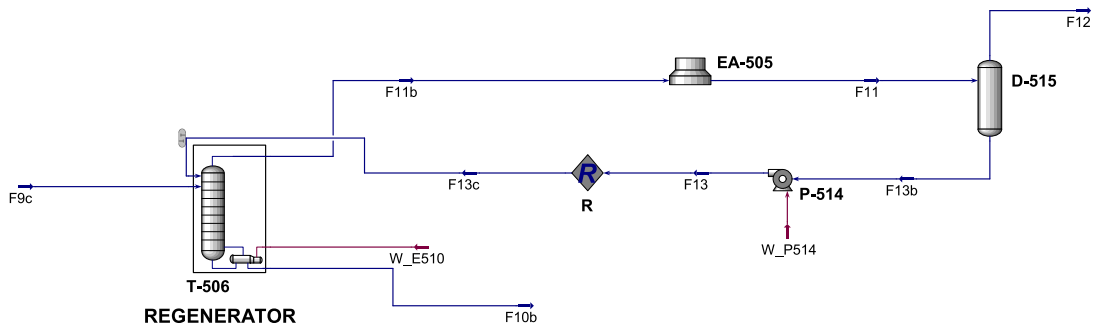 F12
EA-505
F11b
F11
D-515
R
F9c
F13c
R
F13
P-514
F13b
W_E510
W_P514
T-506
REGENERATOR
F10b